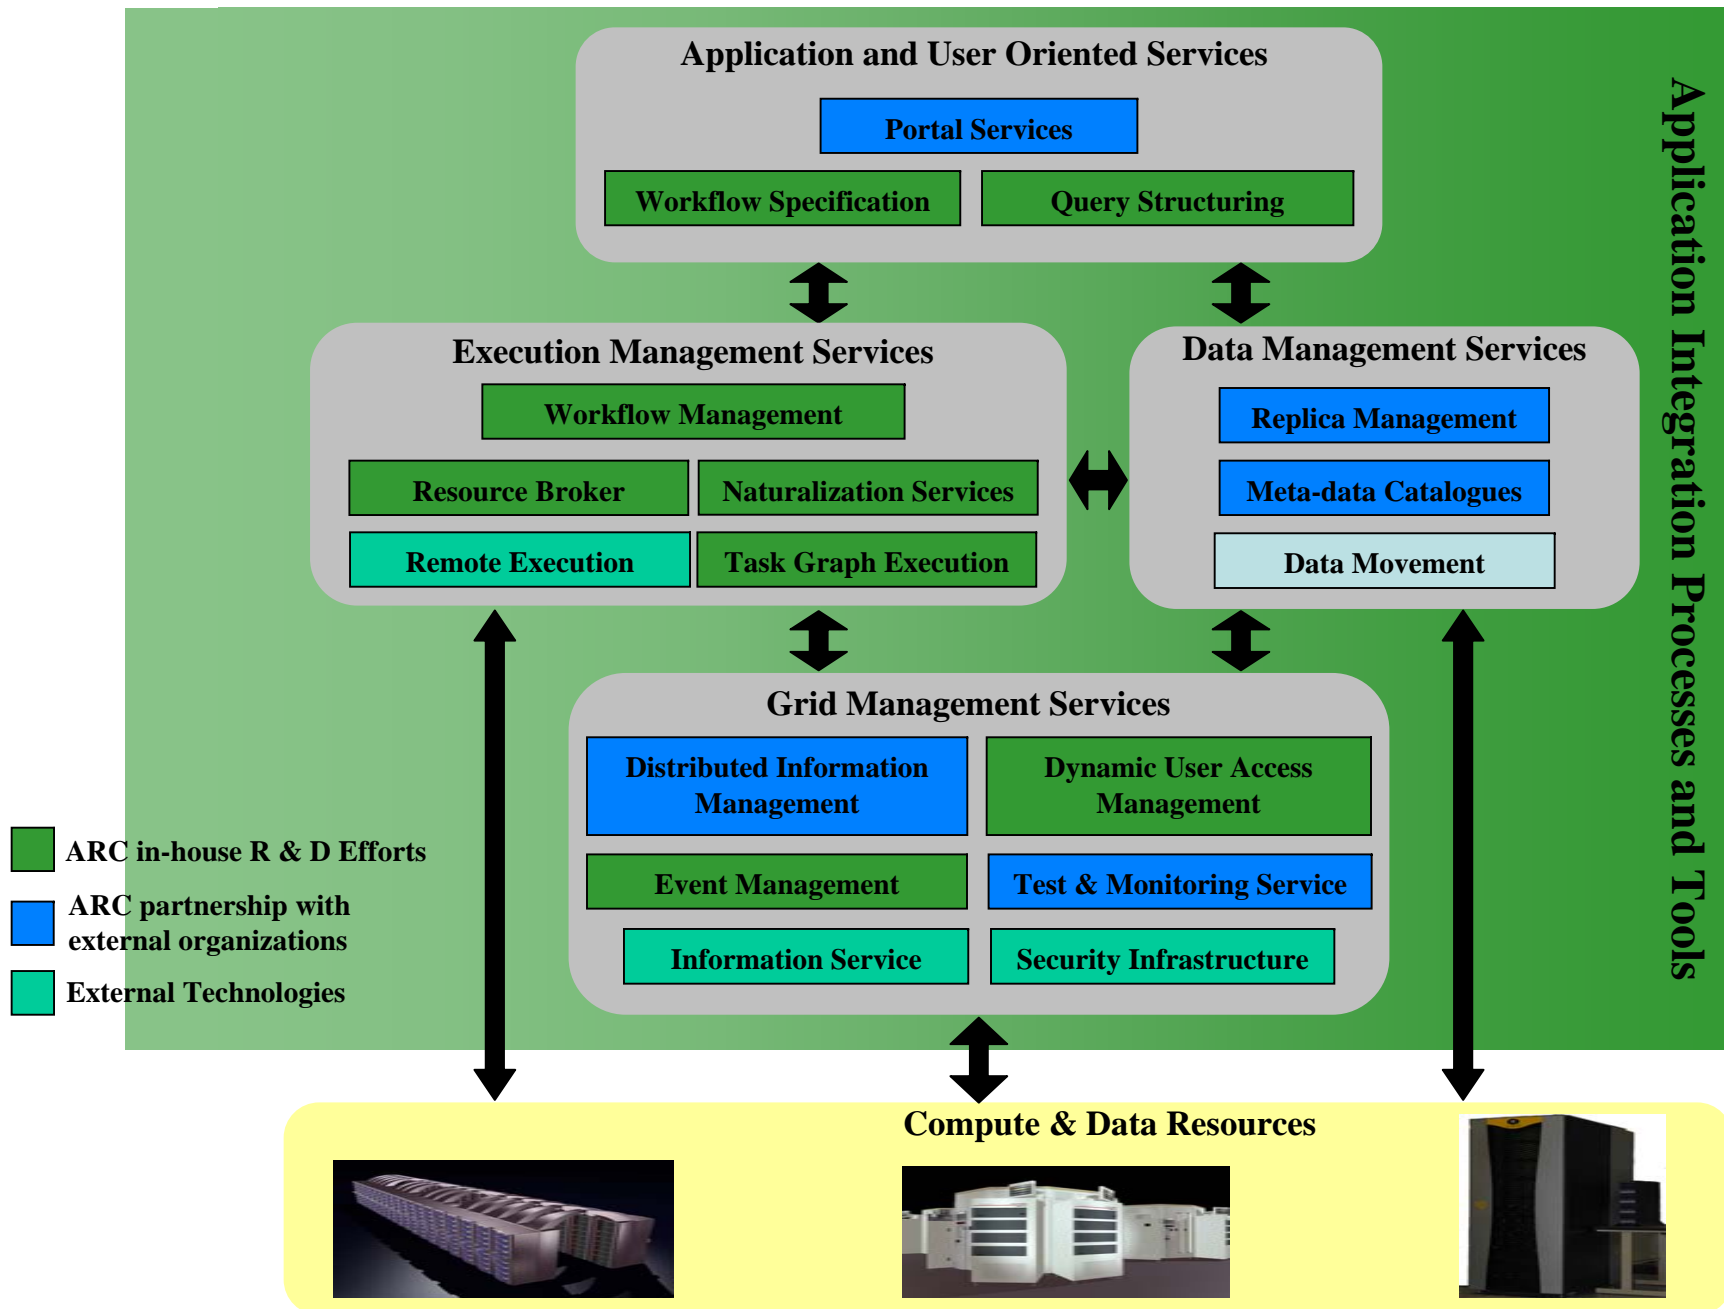 Application and User Oriented Services
Portal Services
Workflow Specification
Query Structuring
Execution Management Services
Workflow Management
Resource Broker
Naturalization Services
Remote Execution
Task Graph Execution
Data Management Services
Replica Management
Meta-data Catalogues
Data Movement
Grid Management Services
Distributed Information
Management
Dynamic User Access
Management
Event Management
Test & Monitoring Service
Information Service
Security Infrastructure
Application Integration Processes and Tools
ARC in-house R & D Efforts
ARC partnership with
external organizations
External Technologies
Compute & Data Resources